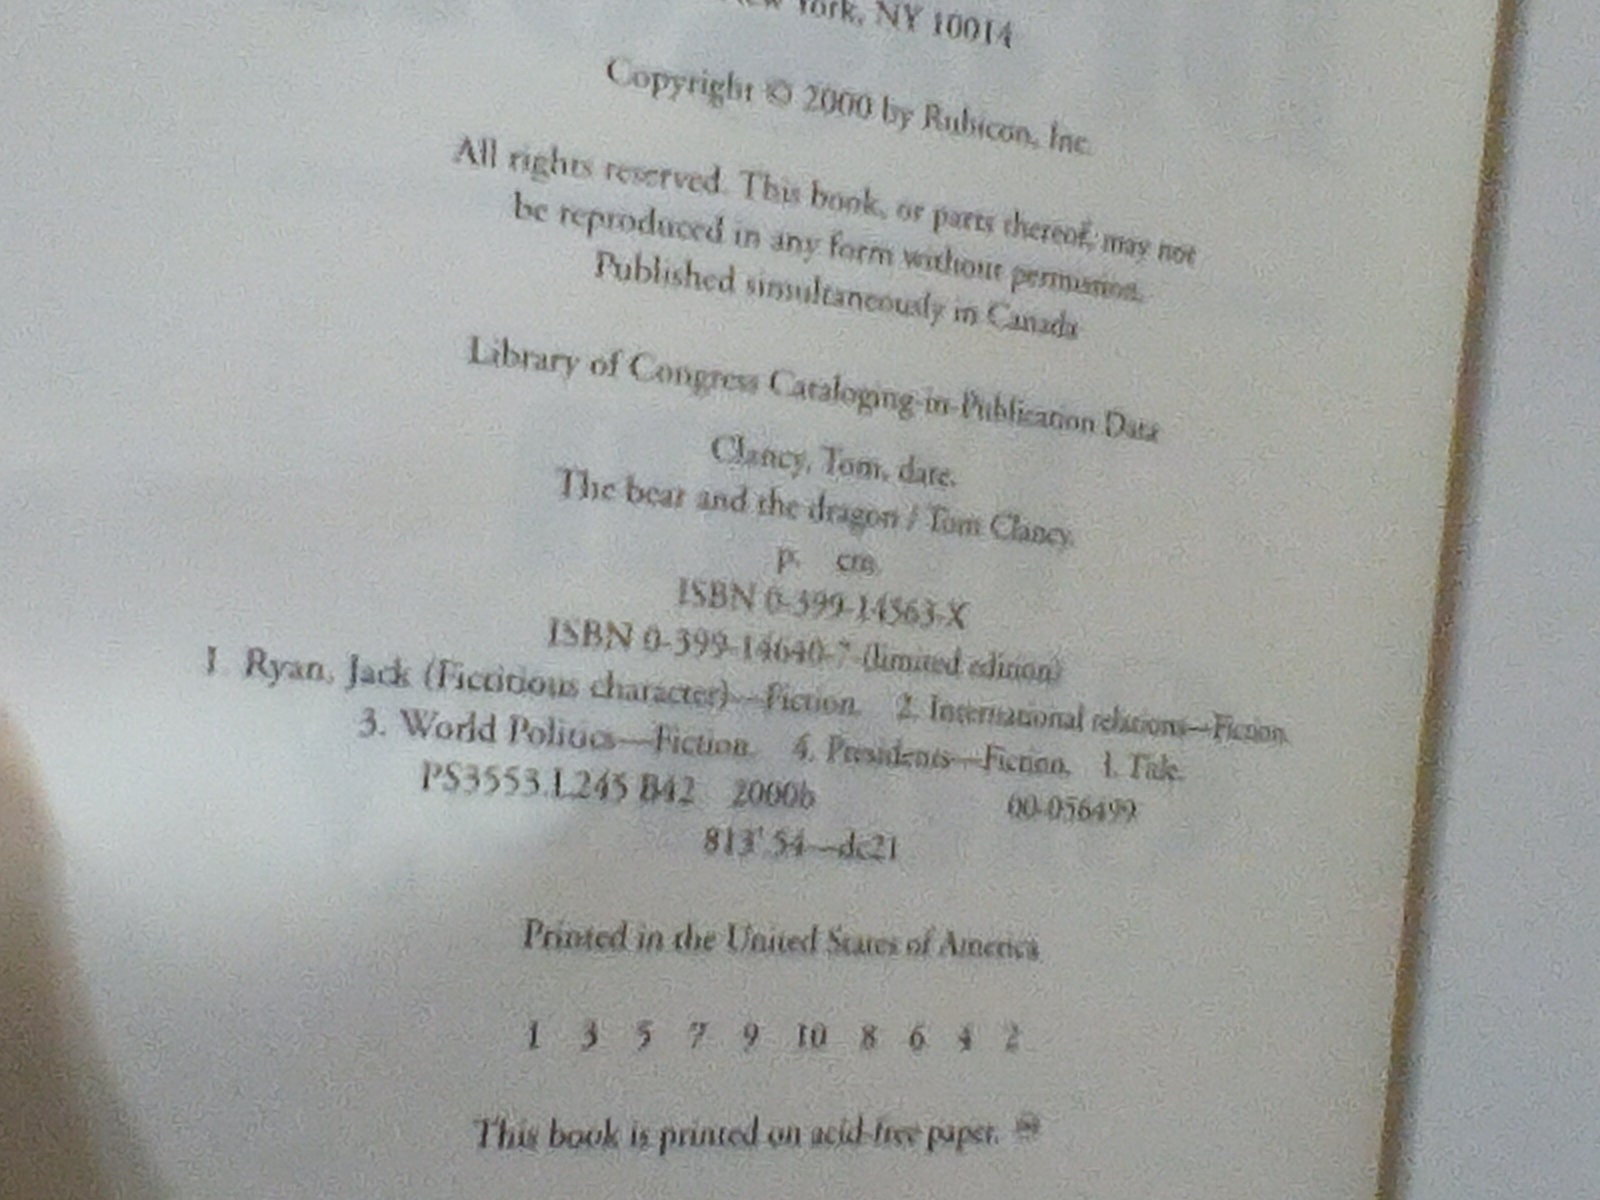 New York, NY 10014
Copyright © 2000 by Rubicon, Inc.
All rights reserved. This book, or parts thereof, may not
be reproduced in any form without permission.
Published simultaneously in Canada
Library of Congress Cataloging-in-Publication Data
Clancy, Tom, date.
The bear and the dragon / Tom Clancy.
p. cm.
ISBN 0-399-14563-X
ISBN 0-399-14640-7 (limited edition)
1. Ryan, Jack (Fictitious character)—Fiction. 2. International relations—Fiction.
3. World Politics—Fiction. 4. Presidents—Fiction. I. Title.
PS3553.L245 B42 2000b 00-056499
813'.54—dc21
Printed in the United States of America
1 3 5 7 9 10 8 6 4 2
This book is printed on acid-free paper. ♾